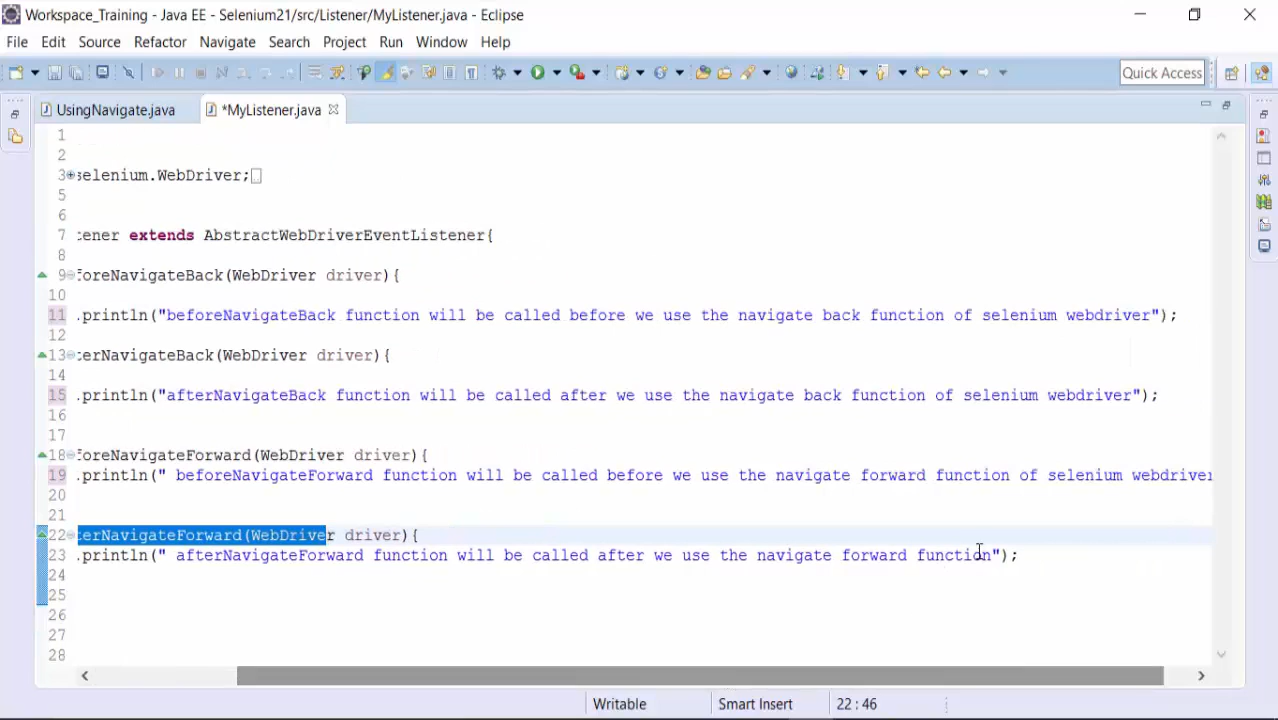 Workspace_Training - Java EE - Selenium21/src/Listener/MyListener.java - Eclipse
File Edit Source Refactor Navigate Search Project Run Window Help
Quick Access
UsingNavigate.java *MyListener.java
1
2
3 selenium.WebDriver;
5
6
7 tener extends AbstractWebDriverEventListener{
8
9 foreNavigateBack(WebDriver driver){
10
11 .println("beforeNavigateBack function will be called before we use the navigate back function of selenium webdriver");
12
13 terNavigateBack(WebDriver driver){
14
15 .println("afterNavigateBack function will be called after we use the navigate back function of selenium webdriver");
16
17
18 foreNavigateForward(WebDriver driver){
19 .println(" beforeNavigateForward function will be called before we use the navigate forward function of selenium webdriver
20
21
22 terNavigateForward(WebDriver driver){
23 .println(" afterNavigateForward function will be called after we use the navigate forward function");
24
25
26
27
28
Writable Smart Insert 22 : 46